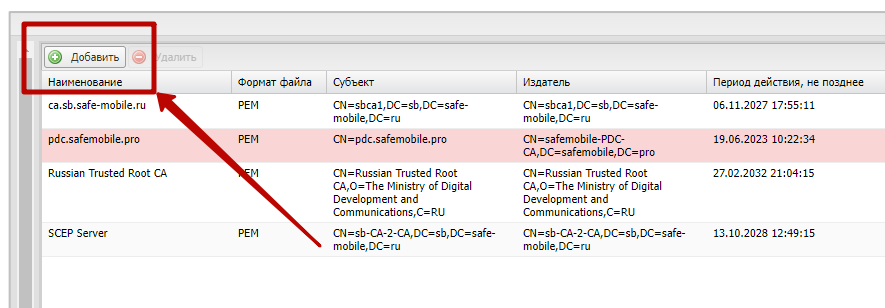 Добавить Удалить
Наименование Формат файла Субъект Издатель Период действия, не позднее
ca.sb.safe-mobile.ru PEM CN=sbca1,DC=sb,DC=safe- CN=sbca1,DC=sb,DC=safe- 06.11.2027 17:55:11
mobile,DC=ru mobile,DC=ru
pdc.safemobile.pro PEM CN=pdc.safemobile.pro CN=safemobile-PDC- 19.06.2023 10:22:34
CA,DC=safemobile,DC=pro
Russian Trusted Root CA PEM CN=Russian Trusted Root CN=Russian Trusted Root 27.02.2032 21:04:15
CA,O=The Ministry of Digital CA,O=The Ministry of Digital
Development and Development and
Communications,C=RU Communications,C=RU
SCEP Server PEM CN=sb-CA-2-CA,DC=sb,DC=safe- CN=sb-CA-2-CA,DC=sb,DC=safe- 13.10.2028 12:49:15
mobile,DC=ru mobile,DC=ru